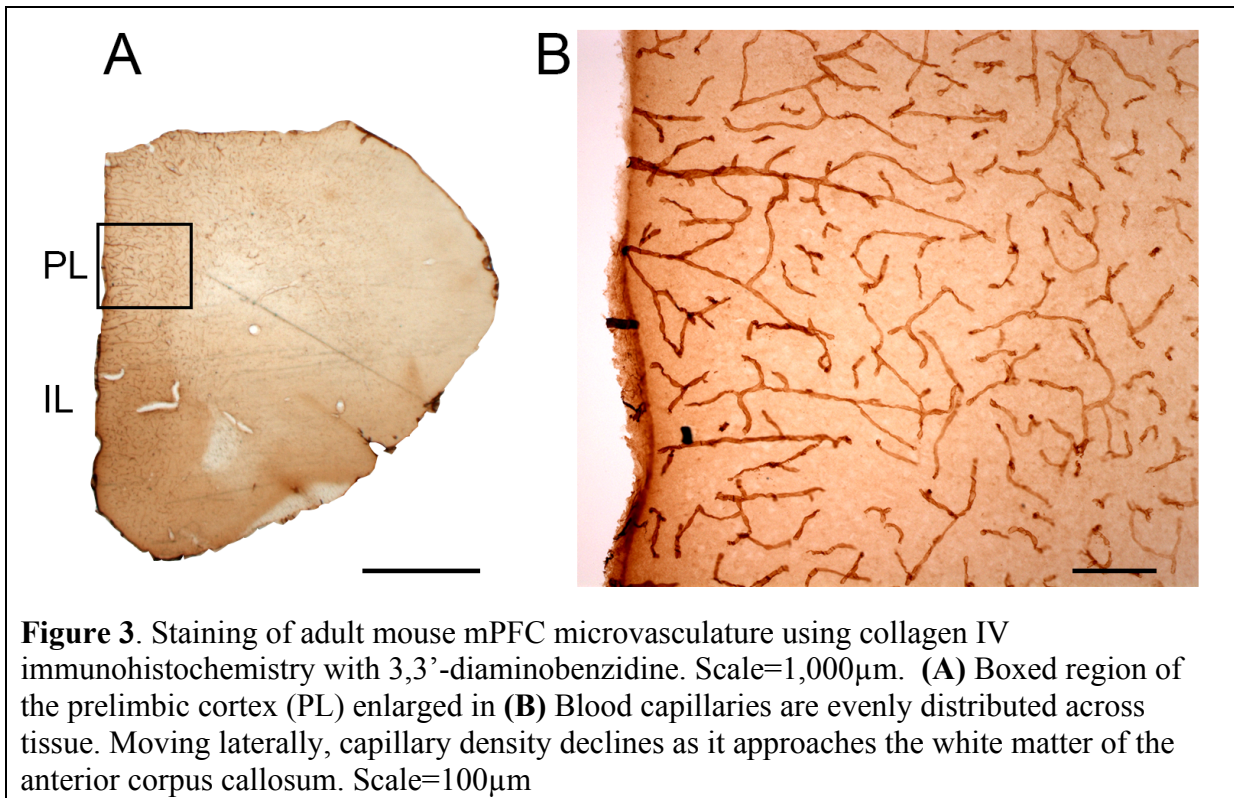 A
B
PL
IL
Figure 3. Staining of adult mouse mPFC microvasculature using collagen IV
immunohistochemistry with 3,3’-diaminobenzidine. Scale=1,000µm.  (A) Boxed region of
the prelimbic cortex (PL) enlarged in (B) Blood capillaries are evenly distributed across
tissue. Moving laterally, capillary density declines as it approaches the white matter of the
anterior corpus callosum. Scale=100µm